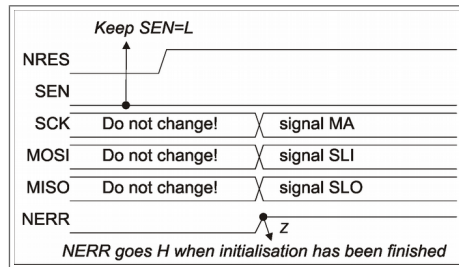 Keep SEN=L
NRES
SEN
SCK Do not change! signal MA
MOSI Do not change! signal SLI
MISO Do not change! signal SLO
NERR
Z
NERR goes H when initialisation has been finished